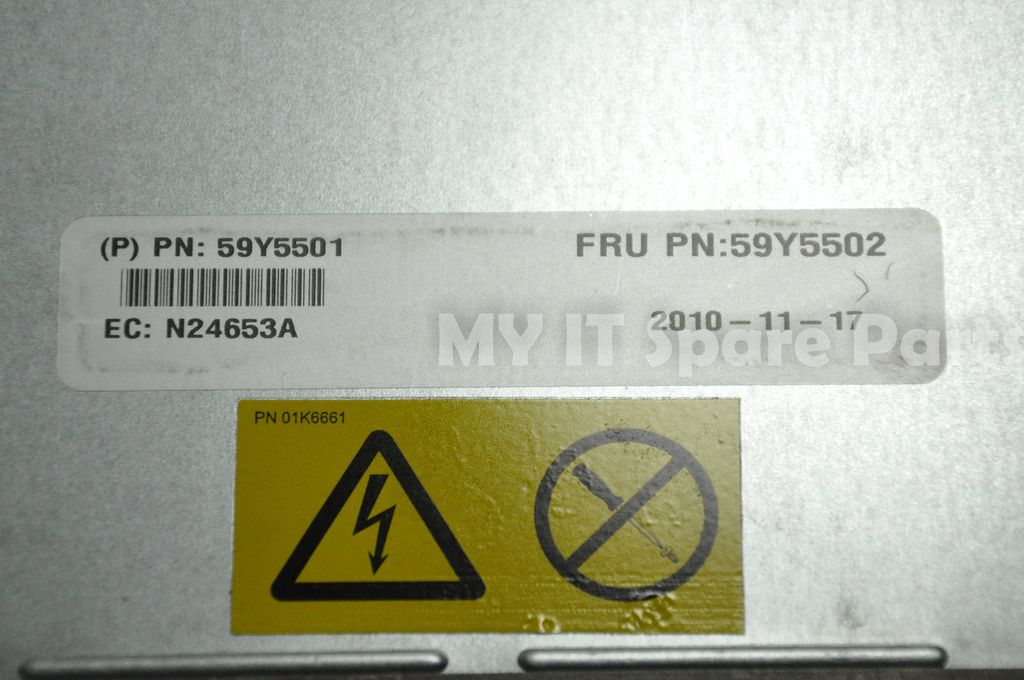 (P) PN: 59Y5501
FRU PN:59Y5502
EC: N24653A
2010-11-17
MY IT Spare Parts
PN 01K6661